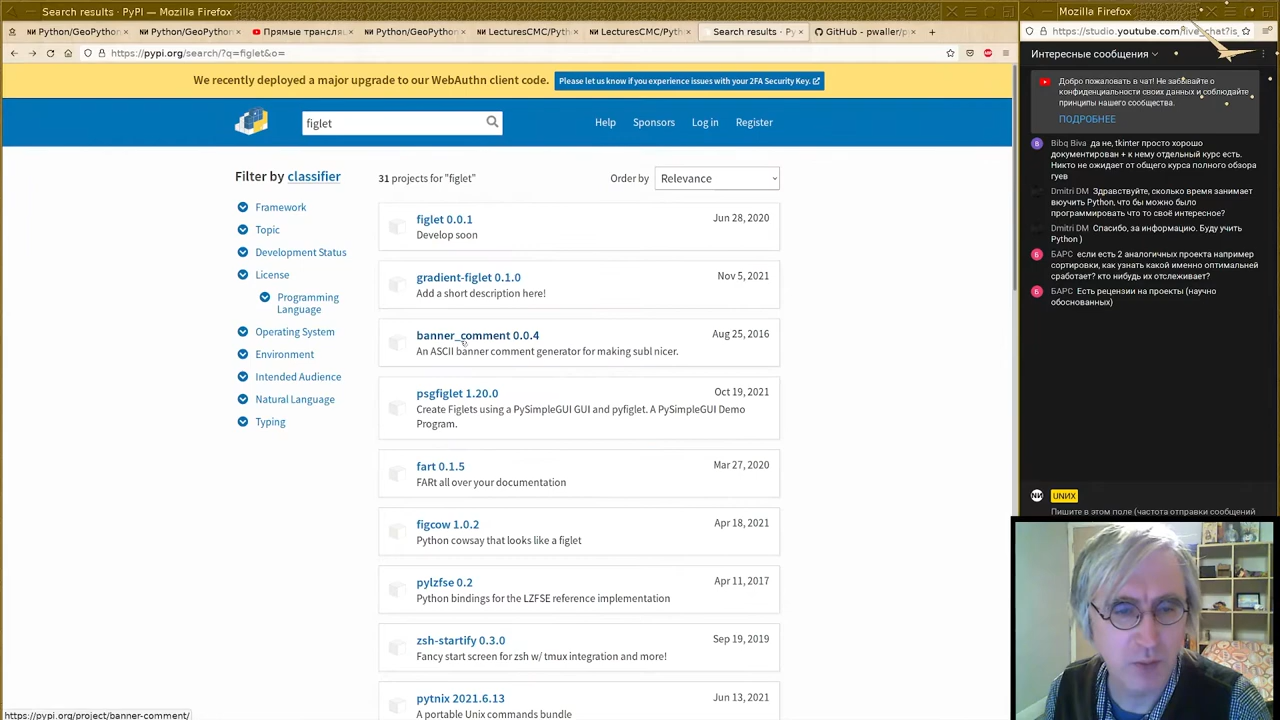 Search results · PyPI — Mozilla Firefox
Mozilla Firefox
Python/GeoPython
Python/GeoPython
Прямые трансляц
Python/GeoPython
LecturesCMC/Pyth
LecturesCMC/Pyth
Search results · Py
GitHub - pwaller/p
https://pypi.org/search/?q=figlet&o=
https://studio.youtube.com/live_chat?is_
We recently deployed a major upgrade to our WebAuthn client code.
Please let us know if you experience issues with your 2FA Security Key.
figlet
Help
Sponsors
Log in
Register
Filter by classifier
Framework
Topic
Development Status
License
Programming
Language
Operating System
Environment
Intended Audience
Natural Language
Typing
31 projects for "figlet"
Order by
Relevance
figlet 0.0.1
Jun 28, 2020
Develop soon
gradient-figlet 0.1.0
Nov 5, 2021
Add a short description here!
banner_comment 0.0.4
Aug 25, 2016
An ASCII banner comment generator for making subl nicer.
psgfiglet 1.20.0
Oct 19, 2021
Create Figlets using a PySimpleGUI GUI and pyfiglet. A PySimpleGUI Demo
Program.
fart 0.1.5
Mar 27, 2020
FARt all over your documentation
figcow 1.0.2
Apr 18, 2021
Python cowsay that looks like a figlet
pylzfse 0.2
Apr 11, 2017
Python bindings for the LZFSE reference implementation
zsh-startify 0.3.0
Sep 19, 2019
Fancy start screen for zsh w/ tmux integration and more!
pytnix 2021.6.13
Jun 13, 2021
A portable Unix commands bundle
https://pypi.org/project/banner-comment/
Интересные сообщения
Добро пожаловать в чат! Не забывайте о
конфиденциальности своих данных и соблюдайте
принципы нашего сообщества.
ПОДРОБНЕЕ
B
Bibq Biva да не, tkinter просто хорошо
документирован + к нему отдельный курс есть.
Никто не ожидает от общего курса полного обзора
гуев
Dmitri DM Здравствуйте, сколько время занимает
вюучить Python, что бы можно было
программировать что то своё интересное?
Dmitri DM Спасибо, за информацию. Буду учить
Python )
Б
БАРС если есть 2 аналогичных проекта например
сортировки, как узнать какой именно оптимальней
сработает? кто нибудь их отслеживает?
Б
БАРС Есть рецензии на проекты (научно
обоснованных)
UNИX
Пишите в этом поле (частота отправки сообщений